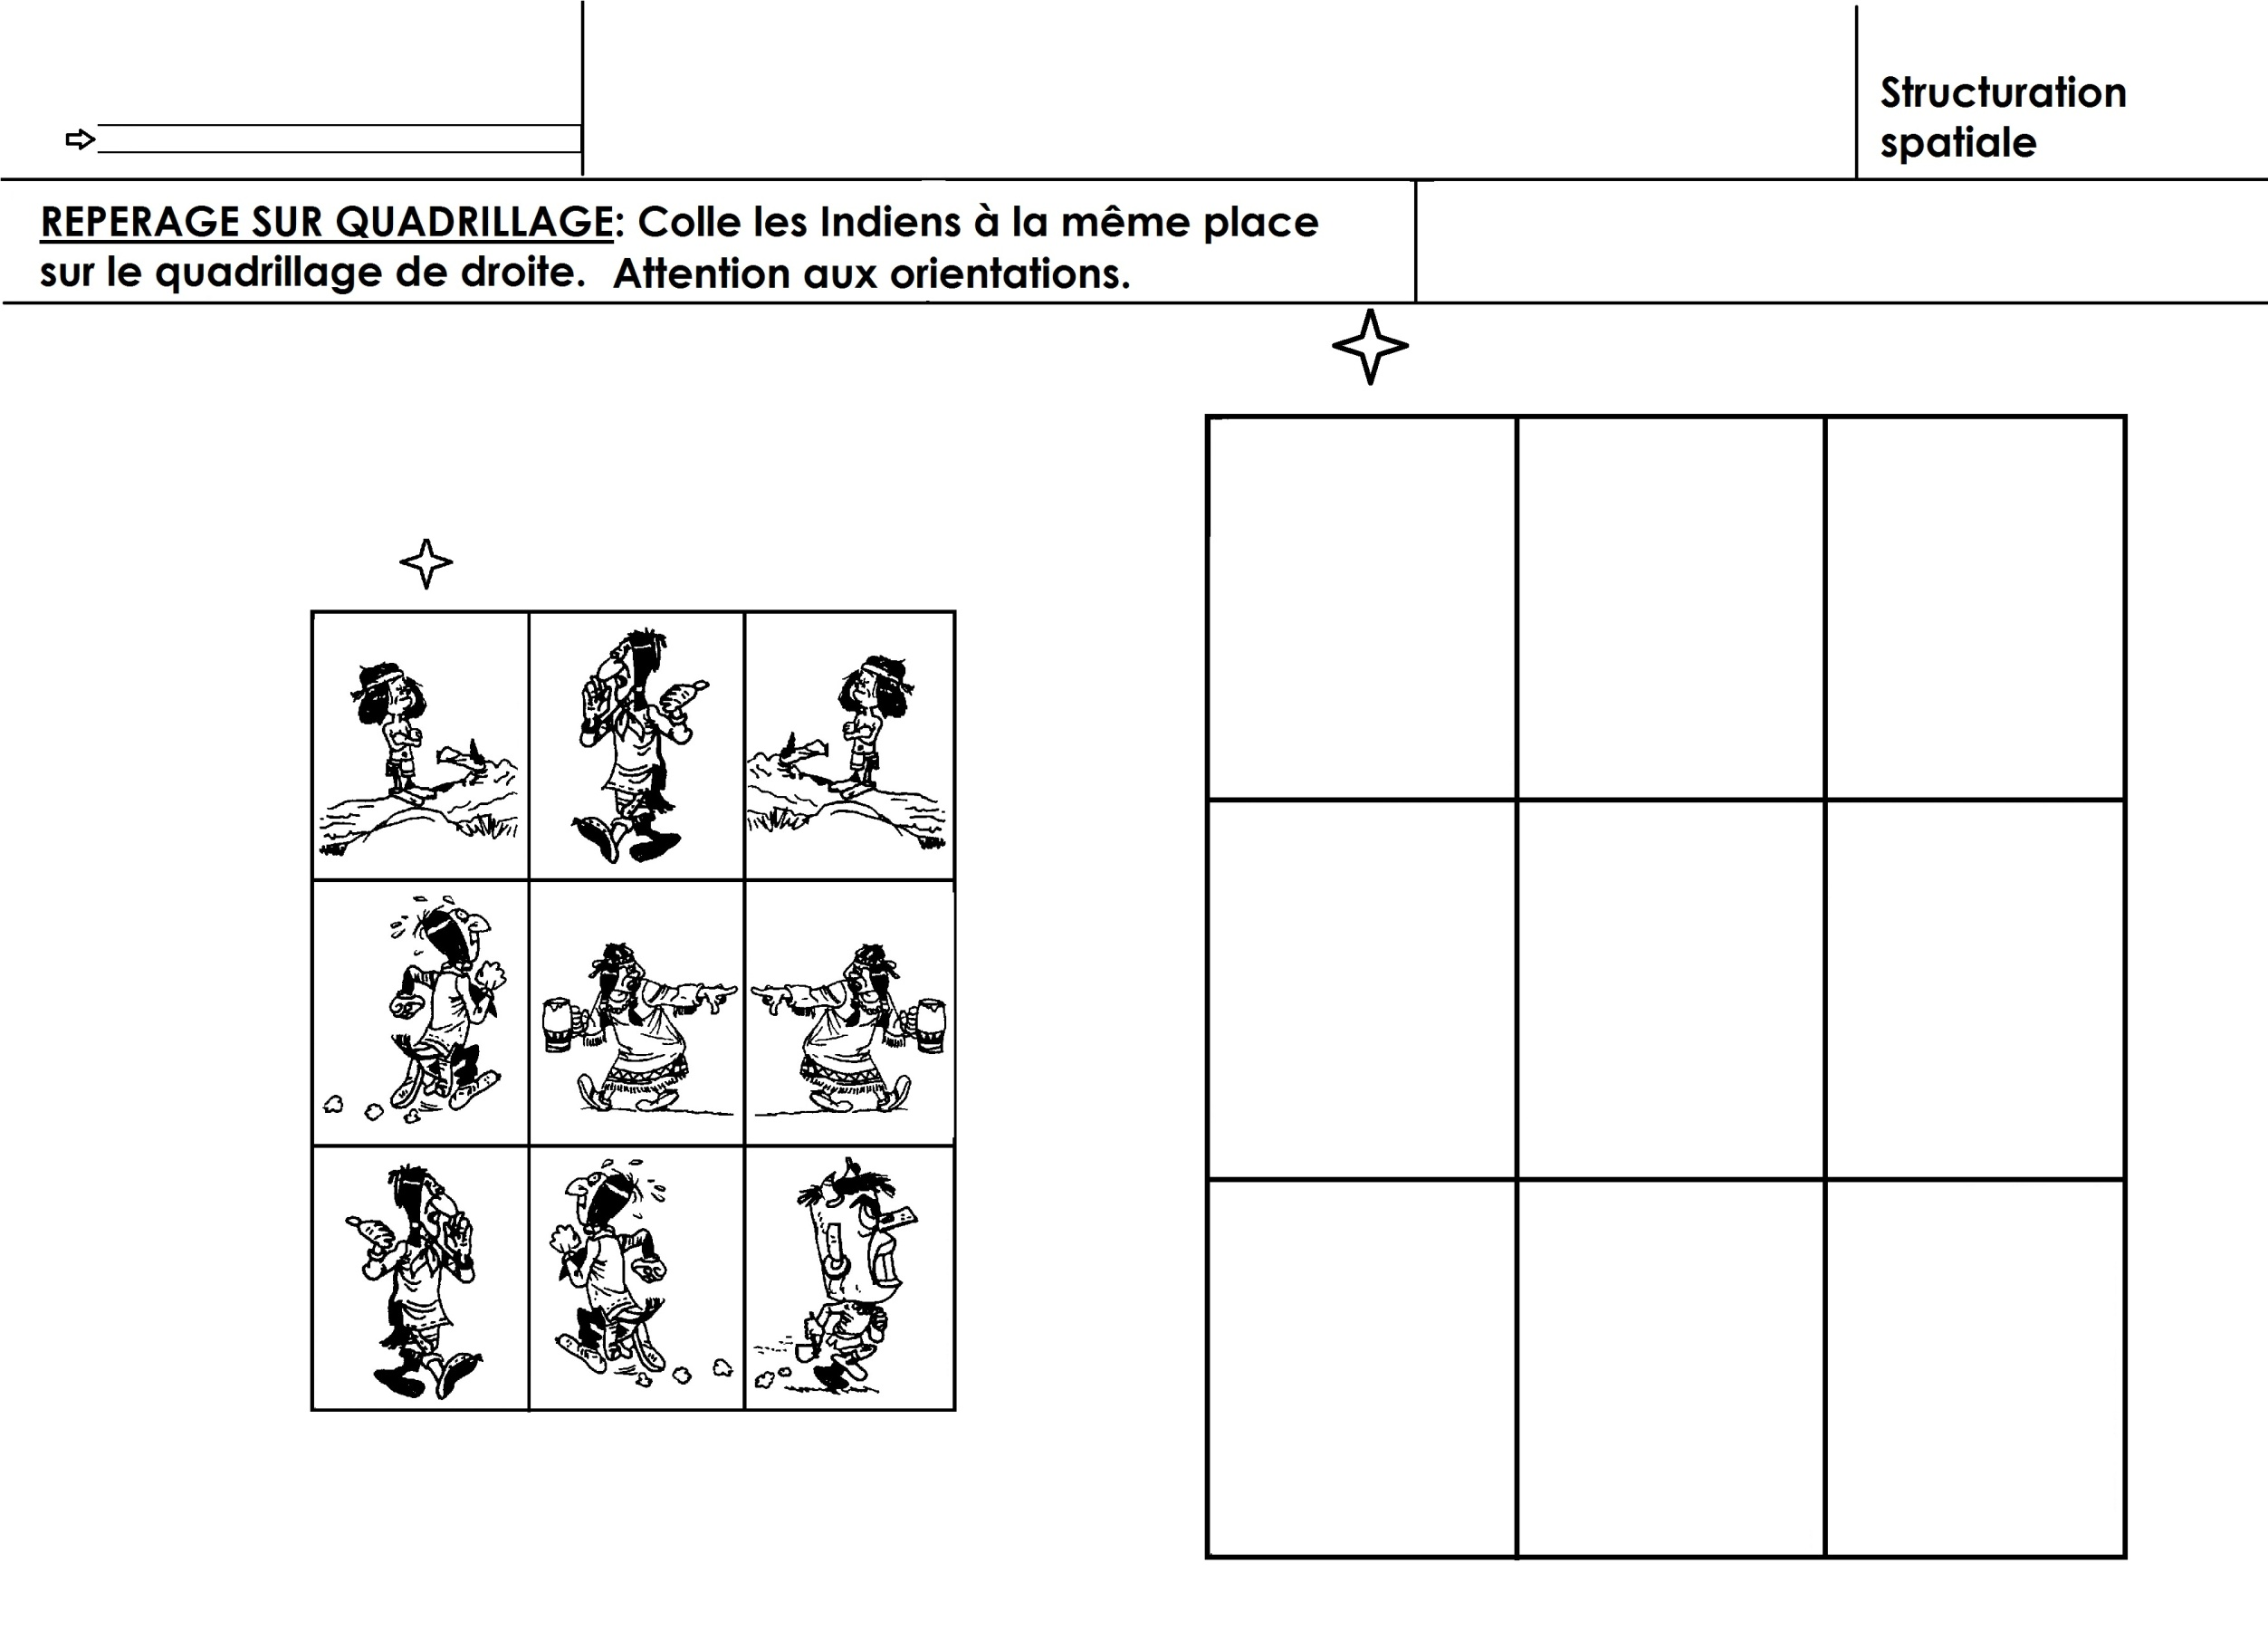 Structuration
spatiale
REPERAGE SUR QUADRILLAGE: Colle les Indiens à la même place
sur le quadrillage de droite. Attention aux orientations.